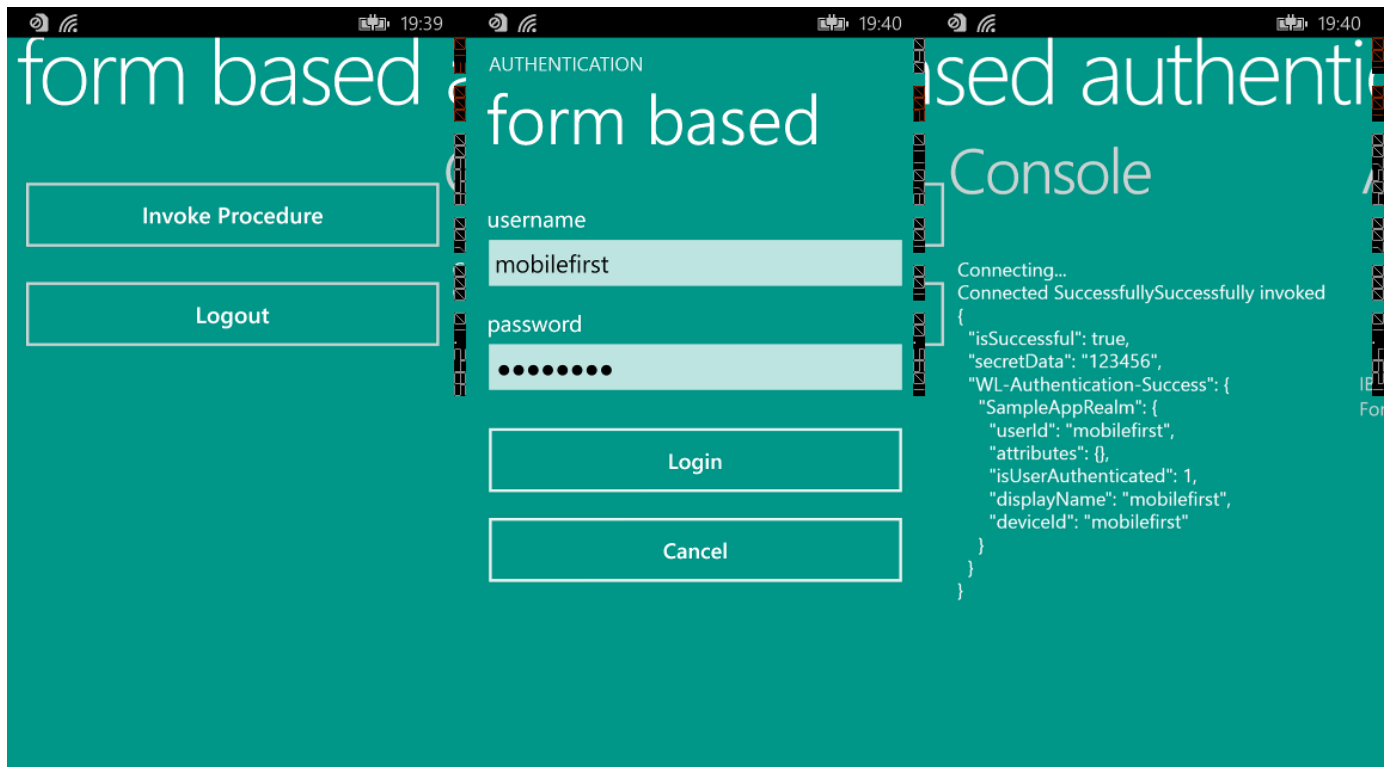 19:39
form based
Invoke Procedure
Logout
19:40
AUTHENTICATION
form based
username
mobilefirst
password
●●●●●●●●
Login
Cancel
19:40
sed authenti
Console
Connecting...
Connected SuccessfullySuccessfully invoked
{
"isSuccessful": true,
"secretData": "123456",
"WL-Authentication-Success": {
"SampleAppRealm": {
"userId": "mobilefirst",
"attributes": {},
"isUserAuthenticated": 1,
"displayName": "mobilefirst",
"deviceId": "mobilefirst"
}
}
}
For